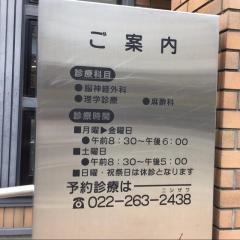 ご案内
診療科目
●脳神経外科
●理学診療 ●麻酔科
診療時間
■月曜▶金曜日
●午前8:30〜午後6:00
■土曜日
●午前8:30〜午後5:00
■日曜・祝祭日は休診となります
予約診療は
ニシザワ
☎022-263-2438